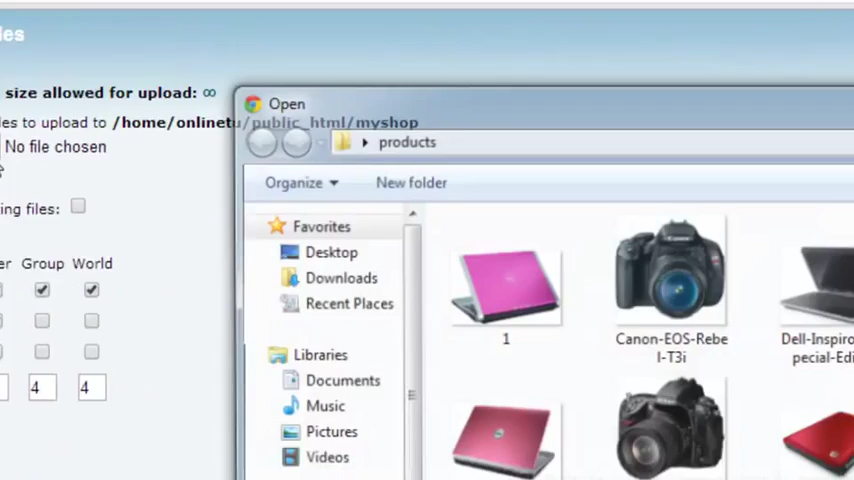 les
size allowed for upload: ∞
les to upload to /home/onlinetu/public_html/myshop
No file chosen
ing files:
er Group World
4 4
Open
products
Organize
New folder
Favorites
Desktop
Downloads
Recent Places
Libraries
Documents
Music
Pictures
Videos
1
Canon-EOS-Rebe
l-T3i
Dell-Inspiro
pecial-Edi